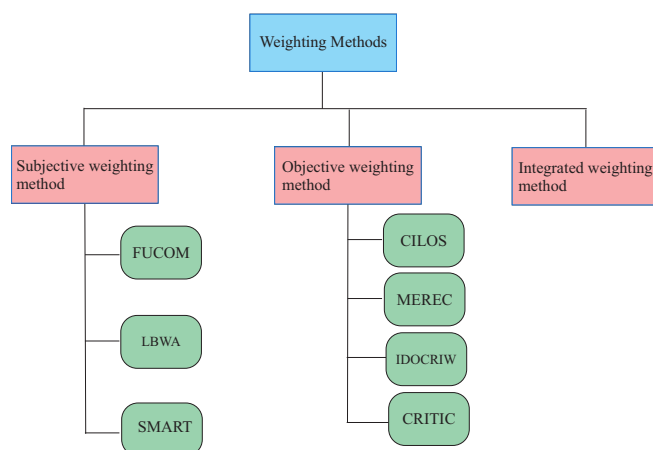 Weighting Methods
Subjective weighting
method
Objective weighting
method
Integrated weighting
method
FUCOM
LBWA
SMART
CILOS
MEREC
IDOCRIW
CRITIC